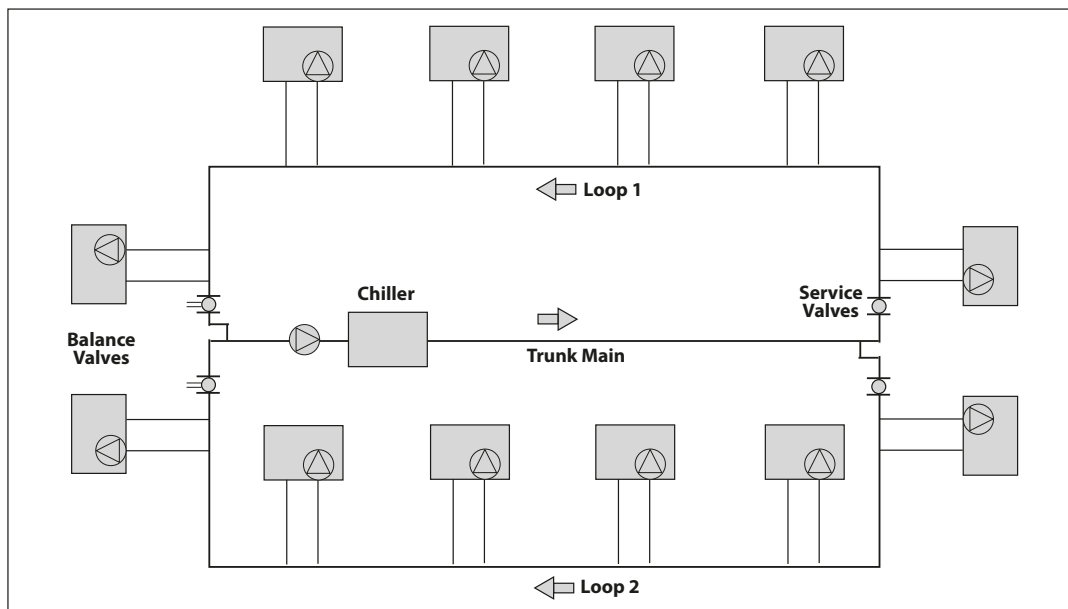 Loop 1
Chiller
Service
Valves
Balance
Valves
Trunk Main
Loop 2